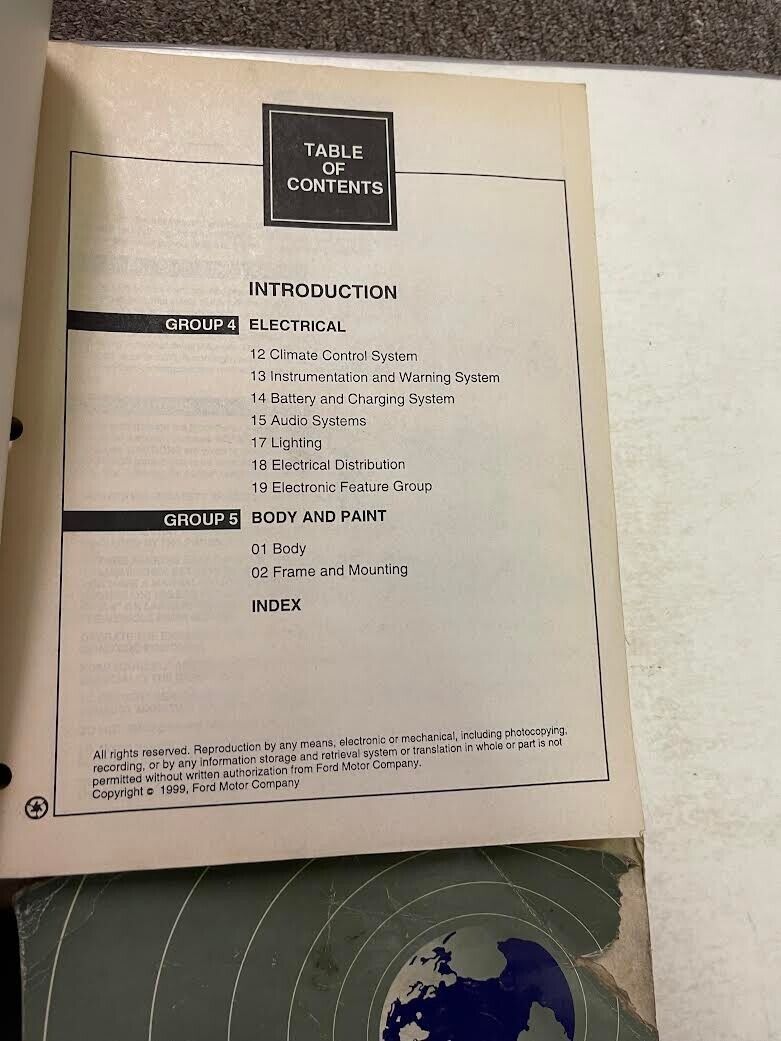 TABLE
OF
CONTENTS
INTRODUCTION
GROUP 4 ELECTRICAL
12 Climate Control System
13 Instrumentation and Warning System
14 Battery and Charging System
15 Audio Systems
17 Lighting
18 Electrical Distribution
19 Electronic Feature Group
GROUP 5 BODY AND PAINT
01 Body
02 Frame and Mounting
INDEX
All rights reserved. Reproduction by any means, electronic or mechanical, including photocopying,
recording, or by any information storage and retrieval system or translation in whole or part is not
permitted without written authorization from Ford Motor Company.
Copyright © 1999, Ford Motor Company